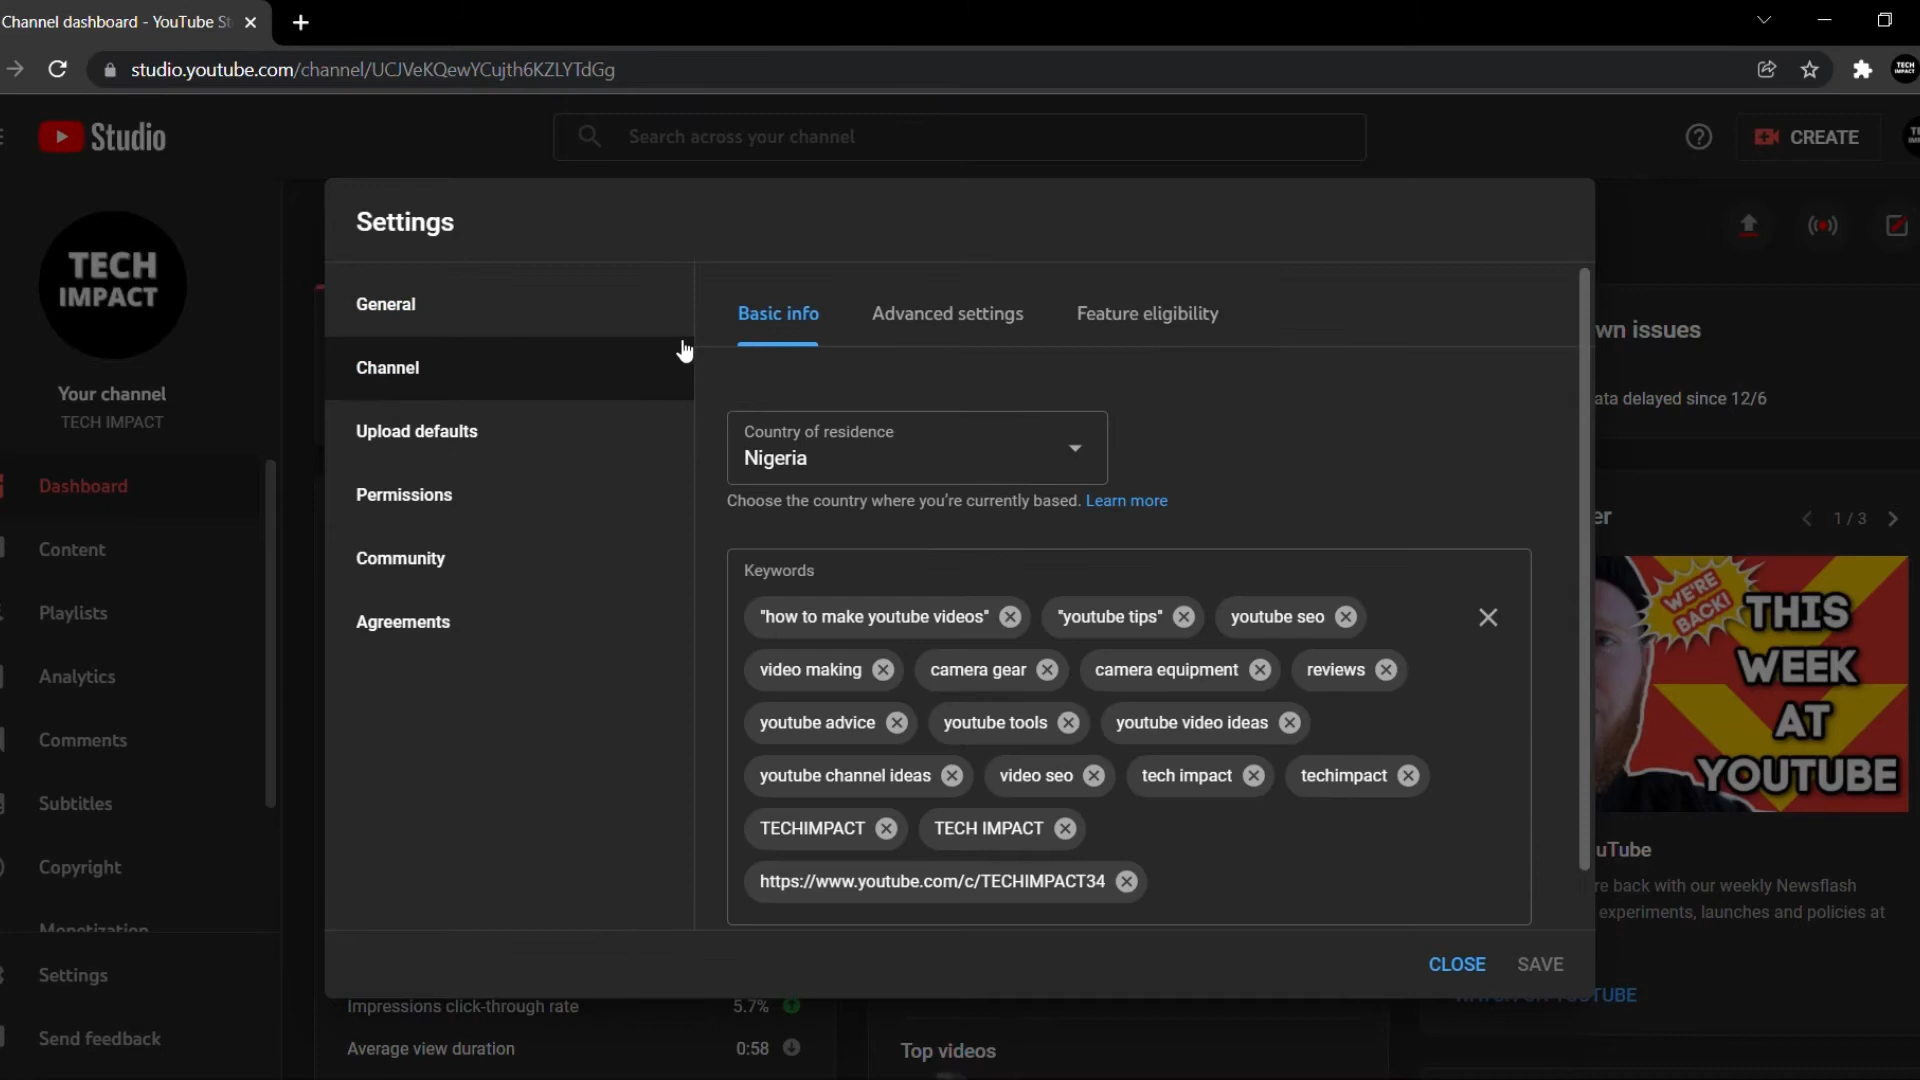 Channel dashboard - YouTube St
studio.youtube.com/channel/UCJVeKQewYCujth6KZLYTdGg
TECH IMPACT
Studio
Search across your channel
CREATE
TECH
IMPACT
Your channel
TECH IMPACT
Dashboard
Content
Playlists
Analytics
Comments
Subtitles
Copyright
Monetization
Settings
Send feedback
Settings
General
Channel
Upload defaults
Permissions
Community
Agreements
Basic info Advanced settings Feature eligibility
Country of residence
Nigeria
Choose the country where you're currently based. Learn more
Keywords
"how to make youtube videos" "youtube tips" youtube seo
video making camera gear camera equipment reviews
youtube advice youtube tools youtube video ideas
youtube channel ideas video seo tech impact techimpact
TECHIMPACT TECH IMPACT
https://www.youtube.com/c/TECHIMPACT34
CLOSE SAVE
Impressions click-through rate 5.7%
Average view duration 0:58
Top videos
wn issues
ata delayed since 12/6
er
1 / 3
WE'RE BACK!
THIS
WEEK
AT
YOUTUBE
uTube
re back with our weekly Newsflash
experiments, launches and policies at
UTUBE